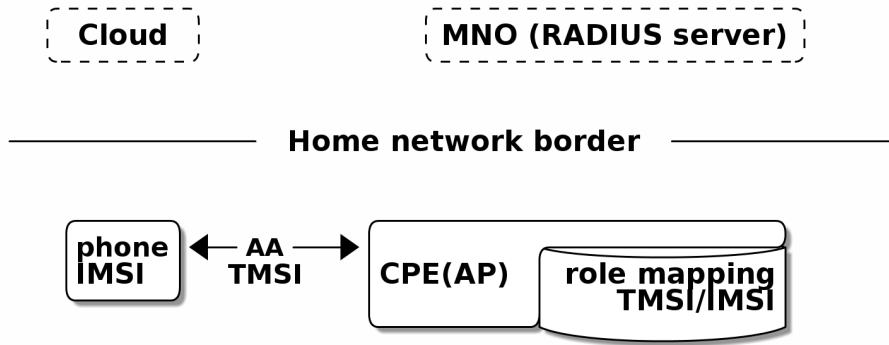 Cloud
MNO (RADIUS server)
Home network border
phone
IMSI
AA
TMSI
CPE(AP)
role mapping
TMSI/IMSI